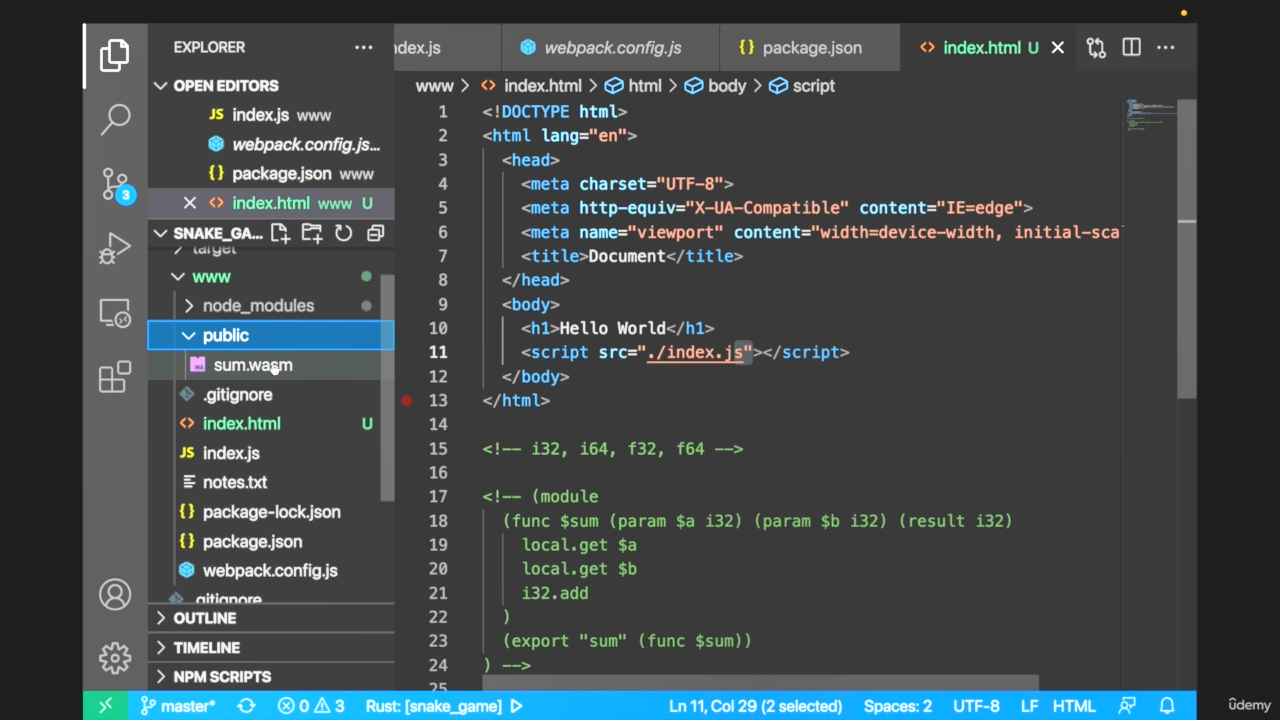 EXPLORER
OPEN EDITORS
index.js www
webpack.config.js...
package.json www
index.html www U
SNAKE_GA...
target
www
node_modules
public
sum.wasm
.gitignore
index.html U
index.js
notes.txt
package-lock.json
package.json
webpack.config.js
.gitignore
OUTLINE
TIMELINE
NPM SCRIPTS
3
ndex.js webpack.config.js package.json index.html U
www > index.html > html > body > script
1 <!DOCTYPE html>
2 <html lang="en">
3 <head>
4 <meta charset="UTF-8">
5 <meta http-equiv="X-UA-Compatible" content="IE=edge">
6 <meta name="viewport" content="width=device-width, initial-sca
7 <title>Document</title>
8 </head>
9 <body>
10 <h1>Hello World</h1>
11 <script src="./index.js"></script>
12 </body>
13 </html>
14
15 <!-- i32, i64, f32, f64 -->
16
17 <!-- (module
18 (func $sum (param $a i32) (param $b i32) (result i32)
19 local.get $a
20 local.get $b
21 i32.add
22 )
23 (export "sum" (func $sum))
24 ) -->
25
master* 0 3 Rust: [snake_game] Ln 11, Col 29 (2 selected) Spaces: 2 UTF-8 LF HTML
ûdemy